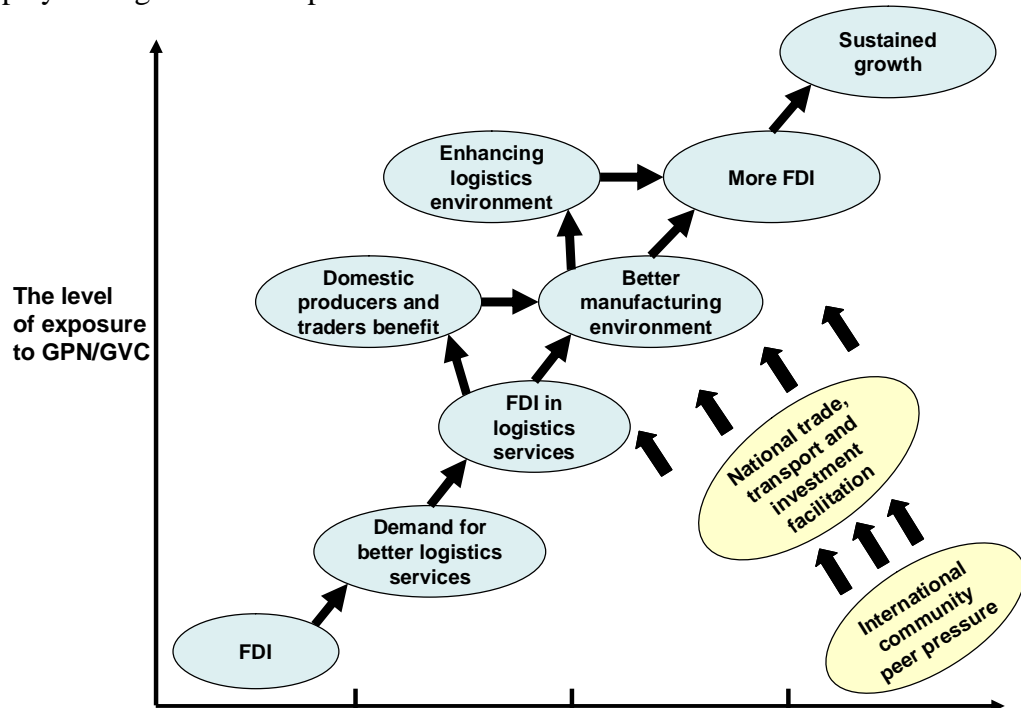 Sustained
growth
Enhancing
logistics
environment
More FDI
Domestic
producers and
traders benefit
Better
manufacturing
environment
The level
of exposure
to GPN/GVC
FDI in
logistics
services
National trade,
transport and
investment
facilitation
Demand for
better logistics
services
International
community
peer pressure
FDI